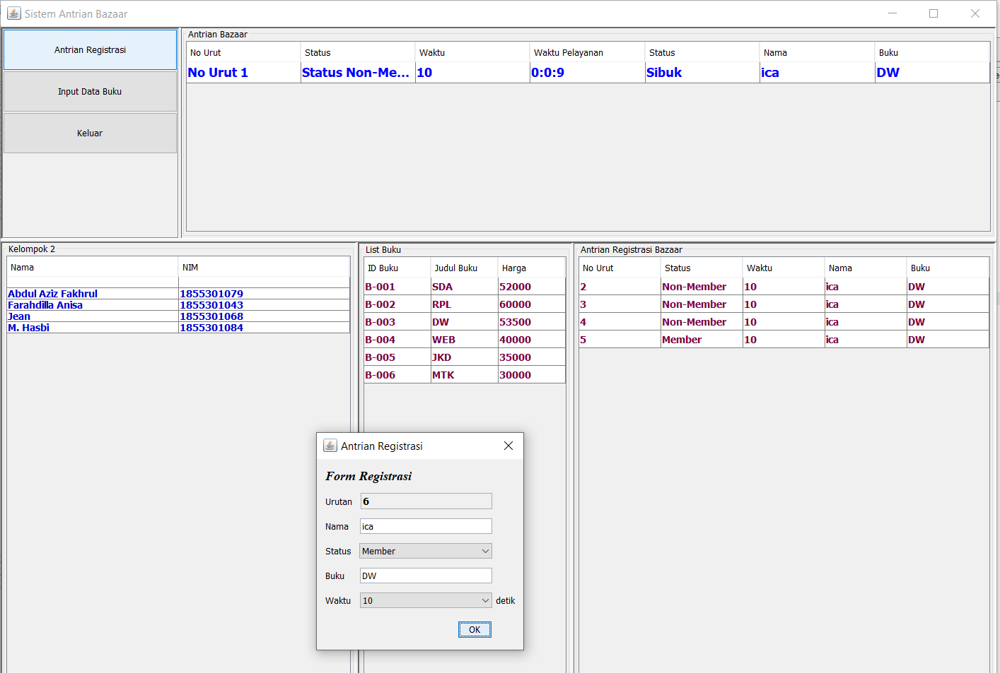 Sistem Antrian Bazaar
Antrian Registrasi
Input Data Buku
Keluar
Antrian Bazaar
No Urut Status Waktu Waktu Pelayanan Status Nama Buku
No Urut 1 Status Non-Me... 10 0:0:9 Sibuk ica DW
Kelompok 2
Nama NIM
Abdul Aziz Fakhrul 1855301079
Farahdilla Anisa 1855301043
Jean 1855301068
M. Hasbi 1855301084
List Buku
ID Buku Judul Buku Harga
B-001 SDA 52000
B-002 RPL 60000
B-003 DW 53500
B-004 WEB 40000
B-005 JKD 35000
B-006 MTK 30000
Antrian Registrasi Bazaar
No Urut Status Waktu Nama Buku
2 Non-Member 10 ica DW
3 Non-Member 10 ica DW
4 Non-Member 10 ica DW
5 Member 10 ica DW
Antrian Registrasi
Form Registrasi
Urutan 6
Nama ica
Status Member
Buku DW
Waktu 10 detik
OK